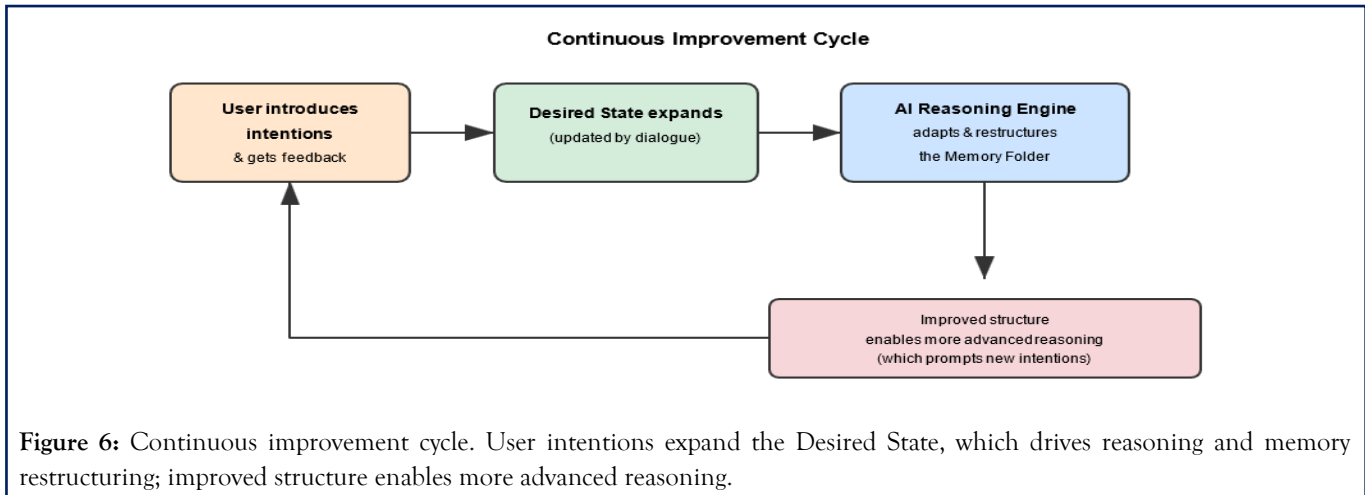 Continuous Improvement Cycle
User introduces
intentions
& gets feedback
Desired State expands
(updated by dialogue)
AI Reasoning Engine
adapts & restructures
the Memory Folder
Improved structure
enables more advanced reasoning
(which prompts new intentions)
Figure 6: Continuous improvement cycle. User intentions expand the Desired State, which drives reasoning and memory
restructuring; improved structure enables more advanced reasoning.